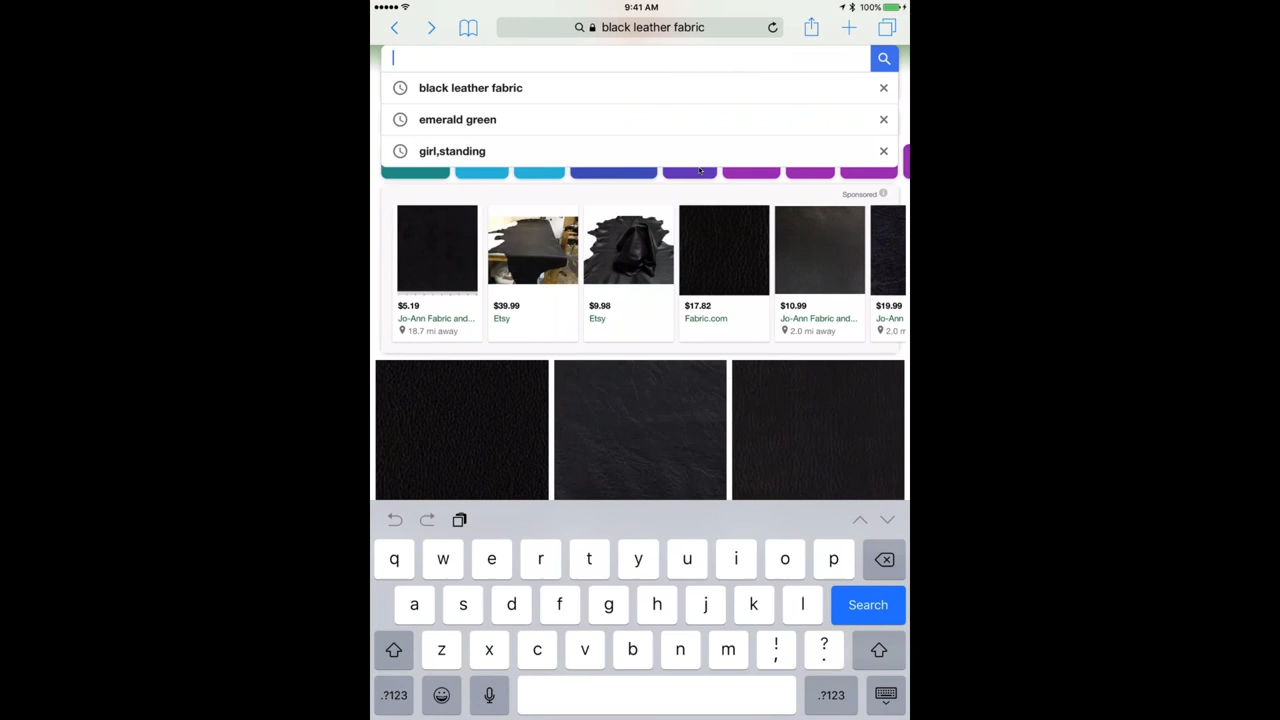 9:41 AM
100%
black leather fabric
black leather fabric
emerald green
girl,standing
Sponsored
$5.19
Jo-Ann Fabric and...
18.7 mi away
$39.99
Etsy
$9.98
Etsy
$17.82
Fabric.com
$10.99
Jo-Ann Fabric and...
2.0 mi away
$19.99
Jo-Ann
2.0 m
q w e r t y u i o p
a s d f g h j k l Search
z x c v b n m ! , ? .
.?123 .?123